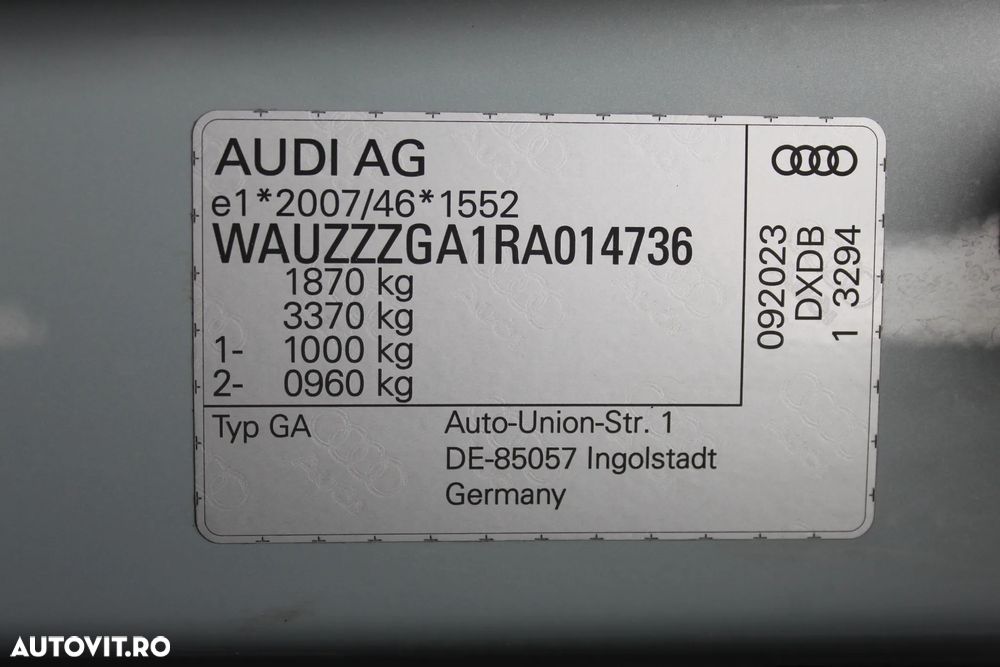 AUDI AG
e1*2007/46*1552
WAUZZZGA1RA014736
1870 kg
3370 kg
1- 1000 kg
2- 0960 kg
Typ GA
Auto-Union-Str. 1
DE-85057 Ingolstadt
Germany
092023
DXDB
1 3294
AUTOVIT.RO